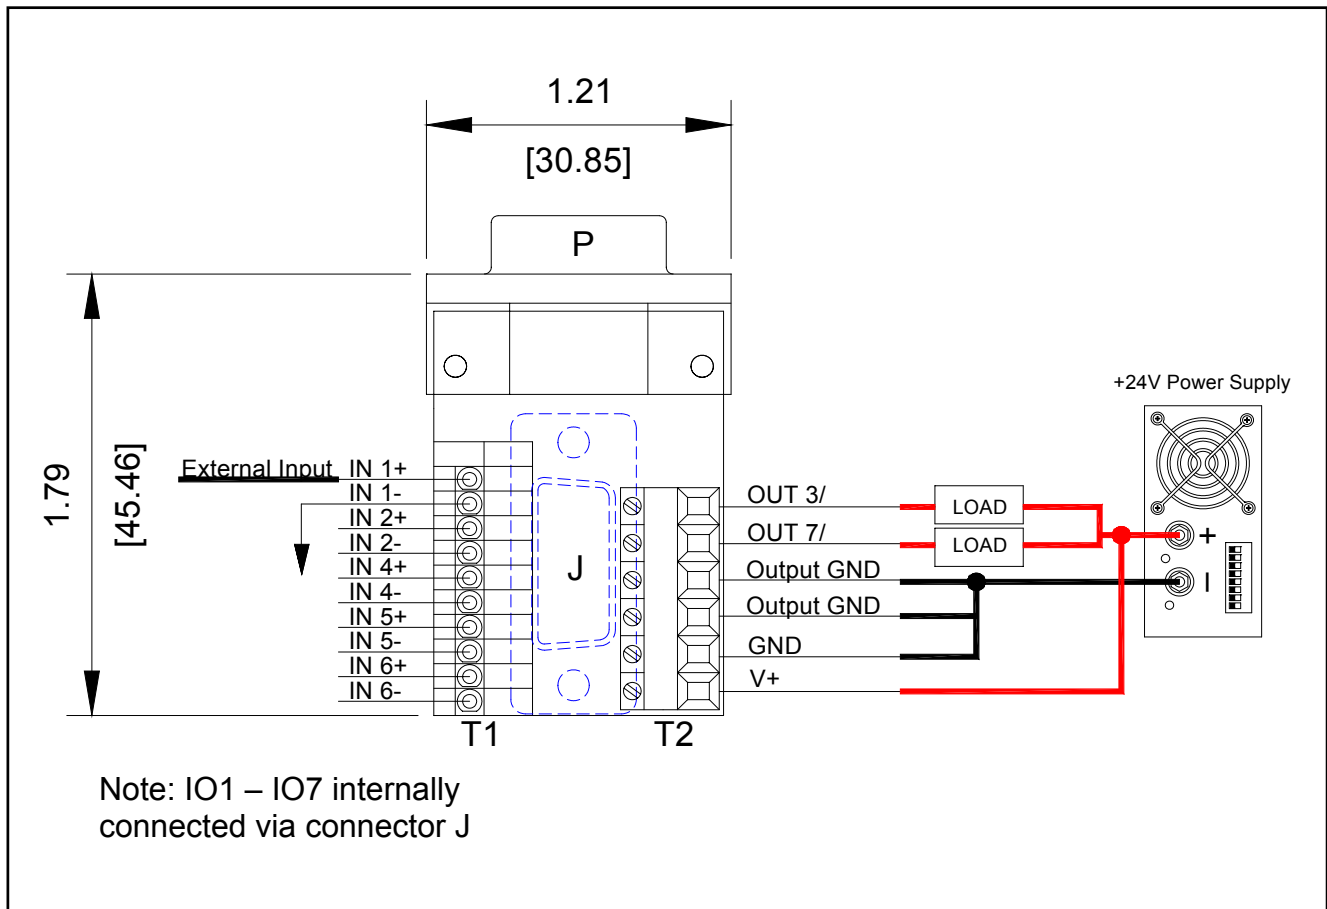 1.21
[30.85]
P
+24V Power Supply
1.79
[45.46]
External Input
IN 1+
IN 1-
IN 2+
IN 2-
IN 4+
IN 4-
IN 5+
IN 5-
IN 6+
IN 6-
J
OUT 3/
OUT 7/
Output GND
Output GND
GND
V+
LOAD
LOAD
+
–
T1
T2
Note: IO1 – IO7 internally
connected via connector J